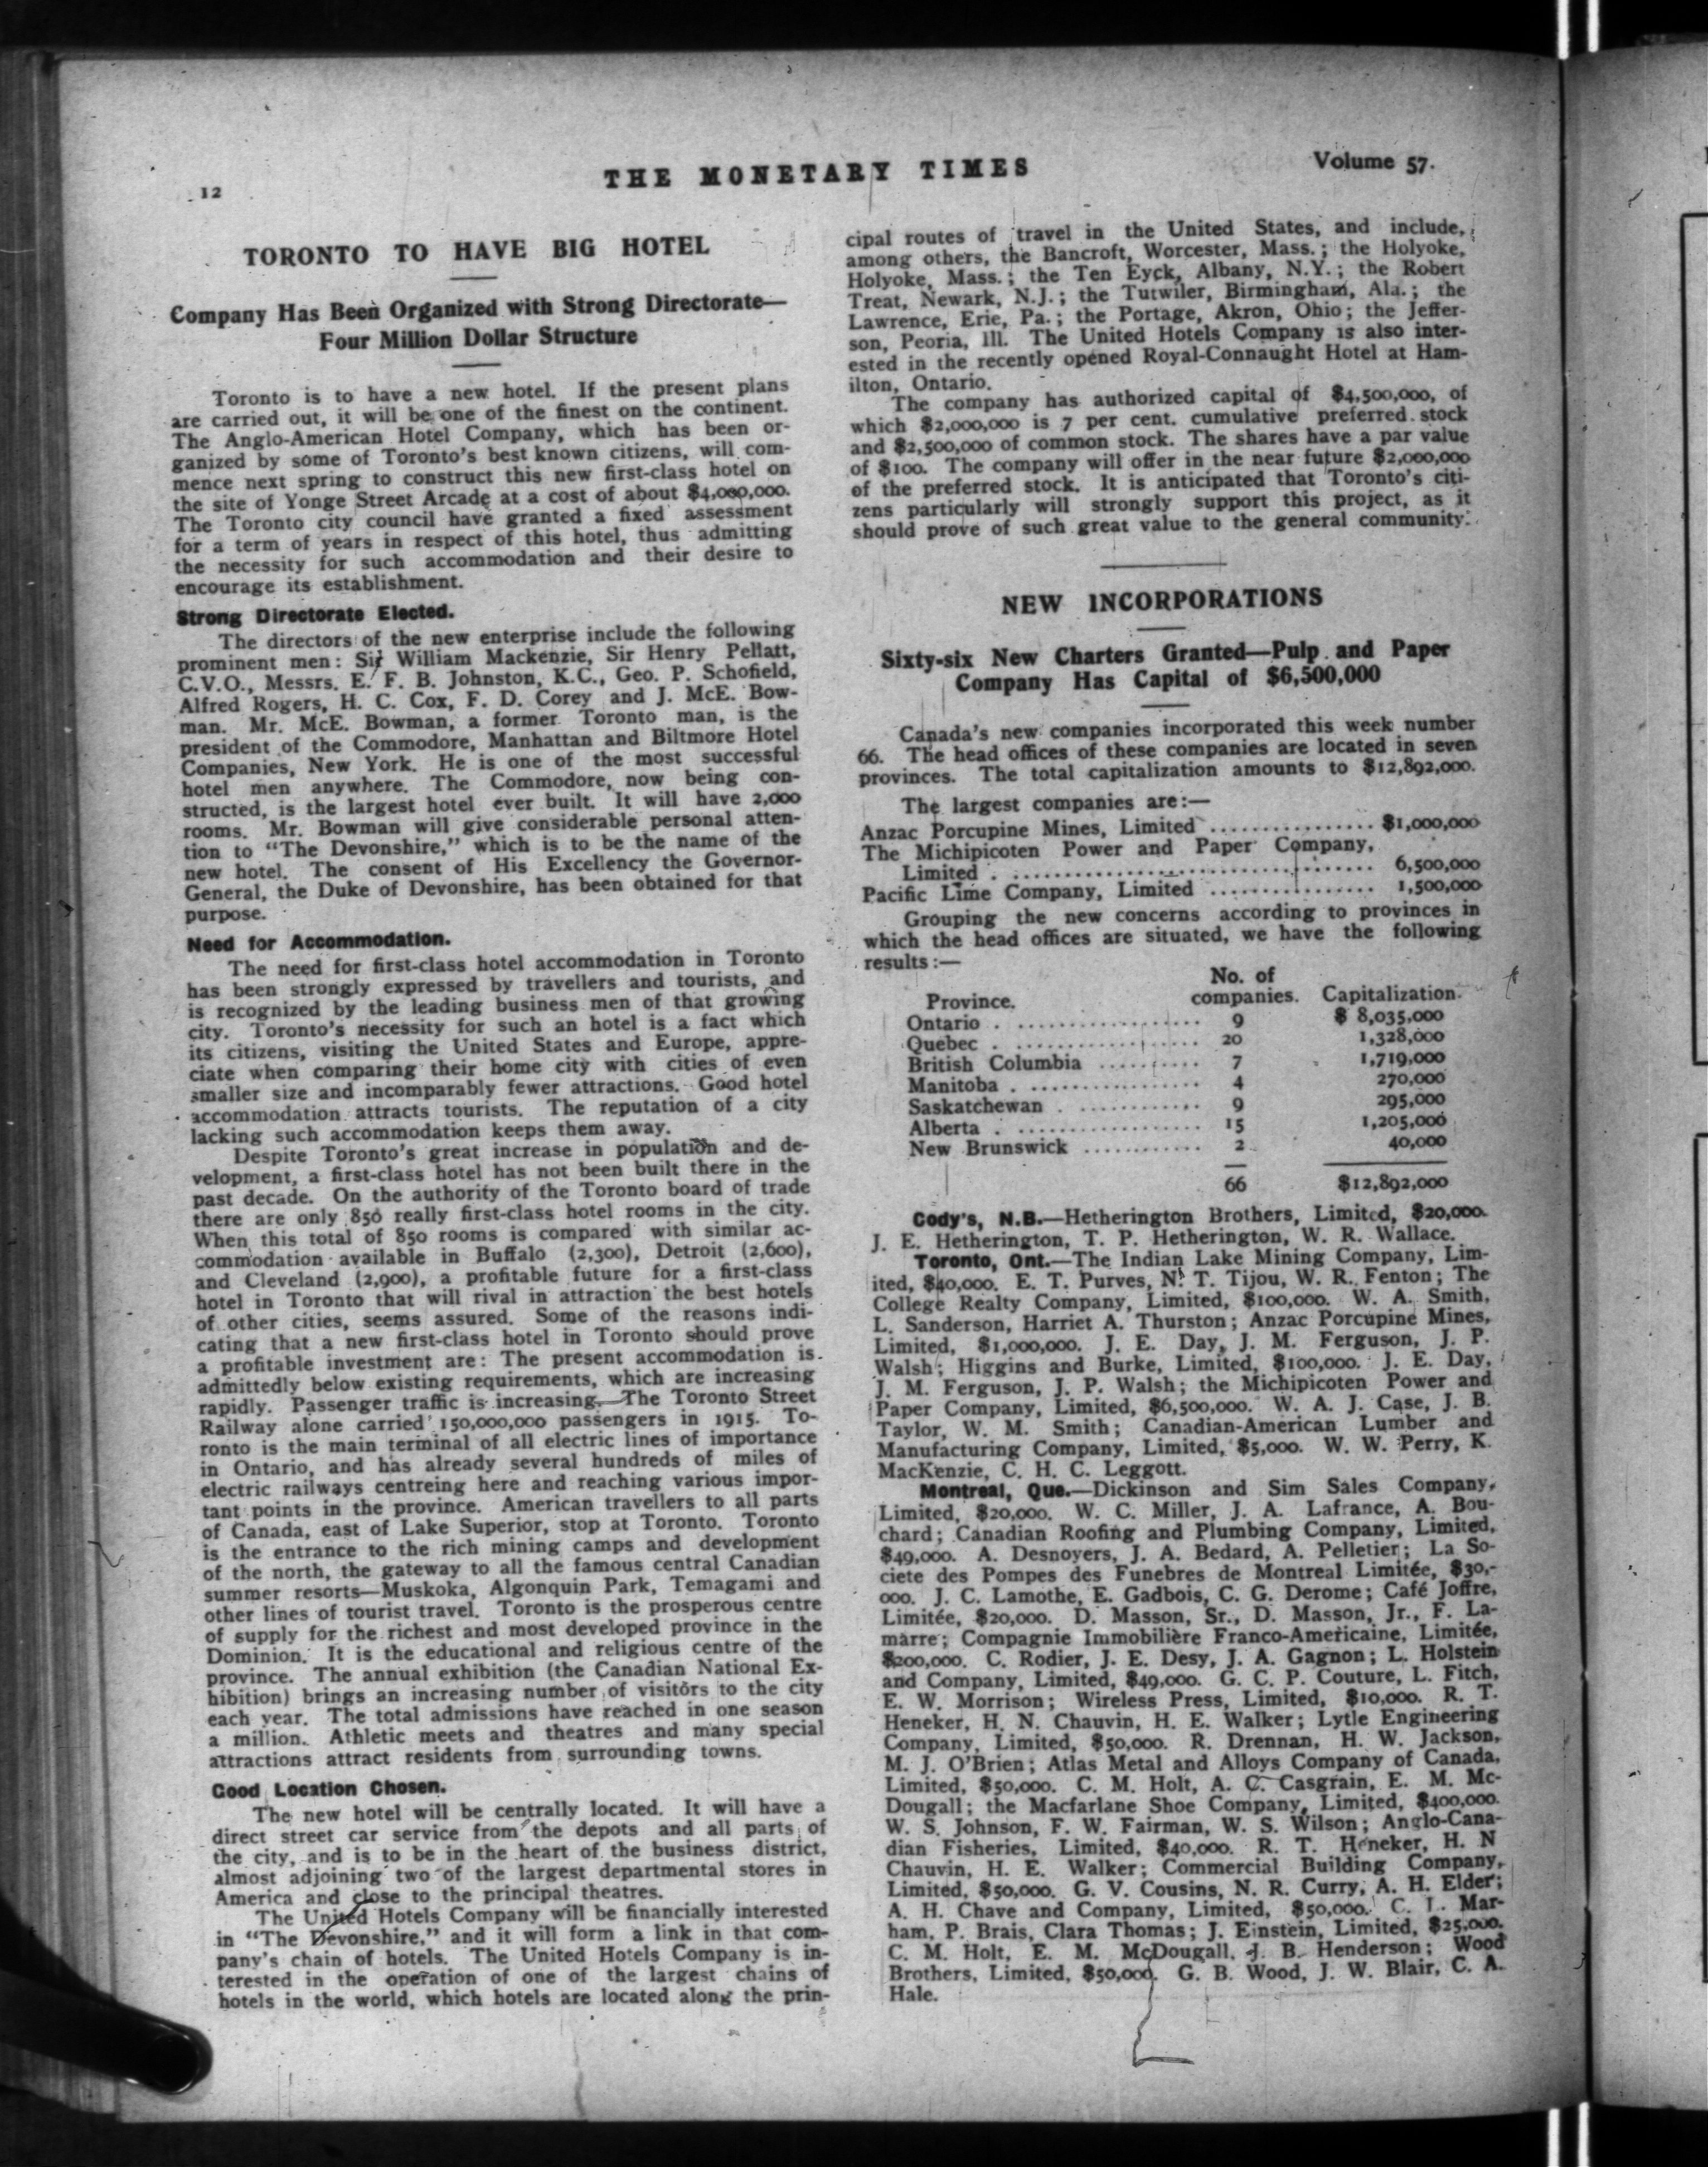 12
THE MONETARY TIMES
Volume 57.
TORONTO TO HAVE BIG HOTEL
Company Has Been Organized with Strong Directorate—
Four Million Dollar Structure
Toronto is to have a new hotel. If the present plans
are carried out, it will be one of the finest on the continent.
The Anglo-American Hotel Company, which has been or-
ganized by some of Toronto's best known citizens, will com-
mence next spring to construct this new first-class hotel on
the site of Yonge Street Arcade at a cost of about $4,000,000.
The Toronto city council have granted a fixed assessment
for a term of years in respect of this hotel, thus admitting
the necessity for such accommodation and their desire to
encourage its establishment.
Strong Directorate Elected.
The directors of the new enterprise include the following
prominent men: Sir William Mackenzie, Sir Henry Pellatt,
C.V.O., Messrs. E. F. B. Johnston, K.C., Geo. P. Schofield,
Alfred Rogers, H. C. Cox, F. D. Corey and J. McE. Bow-
man. Mr. McE. Bowman, a former Toronto man, is the
president of the Commodore, Manhattan and Biltmore Hotel
Companies, New York. He is one of the most successful
hotel men anywhere. The Commodore, now being con-
structed, is the largest hotel ever built. It will have 2,000
rooms. Mr. Bowman will give considerable personal atten-
tion to "The Devonshire," which is to be the name of the
new hotel. The consent of His Excellency the Governor-
General, the Duke of Devonshire, has been obtained for that
purpose.
Need for Accommodation.
The need for first-class hotel accommodation in Toronto
has been strongly expressed by travellers and tourists, and
is recognized by the leading business men of that growing
city. Toronto's necessity for such an hotel is a fact which
its citizens, visiting the United States and Europe, appre-
ciate when comparing their home city with cities of even
smaller size and incomparably fewer attractions. Good hotel
accommodation attracts tourists. The reputation of a city
lacking such accommodation keeps them away.
Despite Toronto's great increase in population and de-
velopment, a first-class hotel has not been built there in the
past decade. On the authority of the Toronto board of trade
there are only 850 really first-class hotel rooms in the city.
When this total of 850 rooms is compared with similar ac-
commodation available in Buffalo (2,300), Detroit (2,600),
and Cleveland (2,900), a profitable future for a first-class
hotel in Toronto that will rival in attraction the best hotels
of other cities, seems assured. Some of the reasons indi-
cating that a new first-class hotel in Toronto should prove
a profitable investment are: The present accommodation is
admittedly below existing requirements, which are increasing
rapidly. Passenger traffic is increasing. The Toronto Street
Railway alone carried 150,000,000 passengers in 1915. To-
ronto is the main terminal of all electric lines of importance
in Ontario, and has already several hundreds of miles of
electric railways centreing here and reaching various impor-
tant points in the province. American travellers to all parts
of Canada, east of Lake Superior, stop at Toronto. Toronto
is the entrance to the rich mining camps and development
of the north, the gateway to all the famous central Canadian
summer resorts—Muskoka, Algonquin Park, Temagami and
other lines of tourist travel. Toronto is the prosperous centre
of supply for the richest and most developed province in the
Dominion. It is the educational and religious centre of the
province. The annual exhibition (the Canadian National Ex-
hibition) brings an increasing number of visitors to the city
each year. The total admissions have reached in one season
a million. Athletic meets and theatres and many special
attractions attract residents from surrounding towns.
Good Location Chosen.
The new hotel will be centrally located. It will have a
direct street car service from the depots and all parts of
the city, and is to be in the heart of the business district,
almost adjoining two of the largest departmental stores in
America and close to the principal theatres.
The United Hotels Company will be financially interested
in "The Devonshire," and it will form a link in that com-
pany's chain of hotels. The United Hotels Company is in-
terested in the operation of one of the largest chains of
hotels in the world, which hotels are located along the prin-
cipal routes of travel in the United States, and include,
among others, the Bancroft, Worcester, Mass.; the Holyoke,
Holyoke, Mass.; the Ten Eyck, Albany, N.Y.; the Robert
Treat, Newark, N.J.; the Tutwiler, Birmingham, Ala.; the
Lawrence, Erie, Pa.; the Portage, Akron, Ohio; the Jeffer-
son, Peoria, Ill. The United Hotels Company is also inter-
ested in the recently opened Royal-Connaught Hotel at Ham-
ilton, Ontario.
The company has authorized capital of $4,500,000, of
which $2,000,000 is 7 per cent. cumulative preferred stock
and $2,500,000 of common stock. The shares have a par value
of $100. The company will offer in the near future $2,000,000
of the preferred stock. It is anticipated that Toronto's citi-
zens particularly will strongly support this project, as it
should prove of such great value to the general community.
NEW INCORPORATIONS
Sixty-six New Charters Granted—Pulp and Paper
Company Has Capital of $6,500,000
Canada's new companies incorporated this week number
66. The head offices of these companies are located in seven
provinces. The total capitalization amounts to $12,892,000.
The largest companies are:—
Anzac Porcupine Mines, Limited ................ $1,000,000
The Michipicoten Power and Paper Company,
Limited . .................................... 6,500,000
Pacific Lime Company, Limited ................ 1,500,000
Grouping the new concerns according to provinces in
which the head offices are situated, we have the following
results:—
No. of
Province. companies. Capitalization.
Ontario . .................. 9 $ 8,035,000
Quebec . .................. 20 1,328,000
British Columbia .......... 7 1,719,000
Manitoba . ................ 4 270,000
Saskatchewan . ............ 9 295,000
Alberta . .................. 15 1,205,000
New Brunswick ............ 2 40,000
66 $12,892,000
Cody's, N.B.—Hetherington Brothers, Limited, $20,000.
J. E. Hetherington, T. P. Hetherington, W. R. Wallace.
Toronto, Ont.—The Indian Lake Mining Company, Lim-
ited, $40,000. E. T. Purves, N. T. Tijou, W. R. Fenton; The
College Realty Company, Limited, $100,000. W. A. Smith,
L. Sanderson, Harriet A. Thurston; Anzac Porcupine Mines,
Limited, $1,000,000. J. E. Day, J. M. Ferguson, J. P.
Walsh; Higgins and Burke, Limited, $100,000. J. E. Day,
J. M. Ferguson, J. P. Walsh; the Michipicoten Power and
Paper Company, Limited, $6,500,000. W. A. J. Case, J. B.
Taylor, W. M. Smith; Canadian-American Lumber and
Manufacturing Company, Limited, $5,000. W. W. Perry, K.
MacKenzie, C. H. C. Leggott.
Montreal, Que.—Dickinson and Sim Sales Company,
Limited, $20,000. W. C. Miller, J. A. Lafrance, A. Bou-
chard; Canadian Roofing and Plumbing Company, Limited,
$49,000. A. Desnoyers, J. A. Bedard, A. Pelletier; La So-
ciete des Pompes des Funebres de Montreal Limitée, $30,-
000. J. C. Lamothe, E. Gadbois, C. G. Derome; Café Joffre,
Limitée, $20,000. D. Masson, Sr., D. Masson, Jr., F. La-
marre; Compagnie Immobilière Franco-Americaine, Limitée,
$200,000. C. Rodier, J. E. Desy, J. A. Gagnon; L. Holstein
and Company, Limited, $49,000. G. C. P. Couture, L. Fitch,
E. W. Morrison; Wireless Press, Limited, $10,000. R. T.
Heneker, H. N. Chauvin, H. E. Walker; Lytle Engineering
Company, Limited, $50,000. R. Drennan, H. W. Jackson,
M. J. O'Brien; Atlas Metal and Alloys Company of Canada,
Limited, $50,000. C. M. Holt, A. C. Casgrain, E. M. Mc-
Dougall; the Macfarlane Shoe Company, Limited, $400,000.
W. S. Johnson, F. W. Fairman, W. S. Wilson; Anglo-Cana-
dian Fisheries, Limited, $40,000. R. T. Heneker, H. N
Chauvin, H. E. Walker; Commercial Building Company,
Limited, $50,000. G. V. Cousins, N. R. Curry, A. H. Elder;
A. H. Chave and Company, Limited, $50,000. C. L. Mar-
ham, P. Brais, Clara Thomas; J. Einstein, Limited, $25,000.
C. M. Holt, E. M. McDougall, J. B. Henderson; Wood
Brothers, Limited, $50,000. G. B. Wood, J. W. Blair, C. A.
Hale.